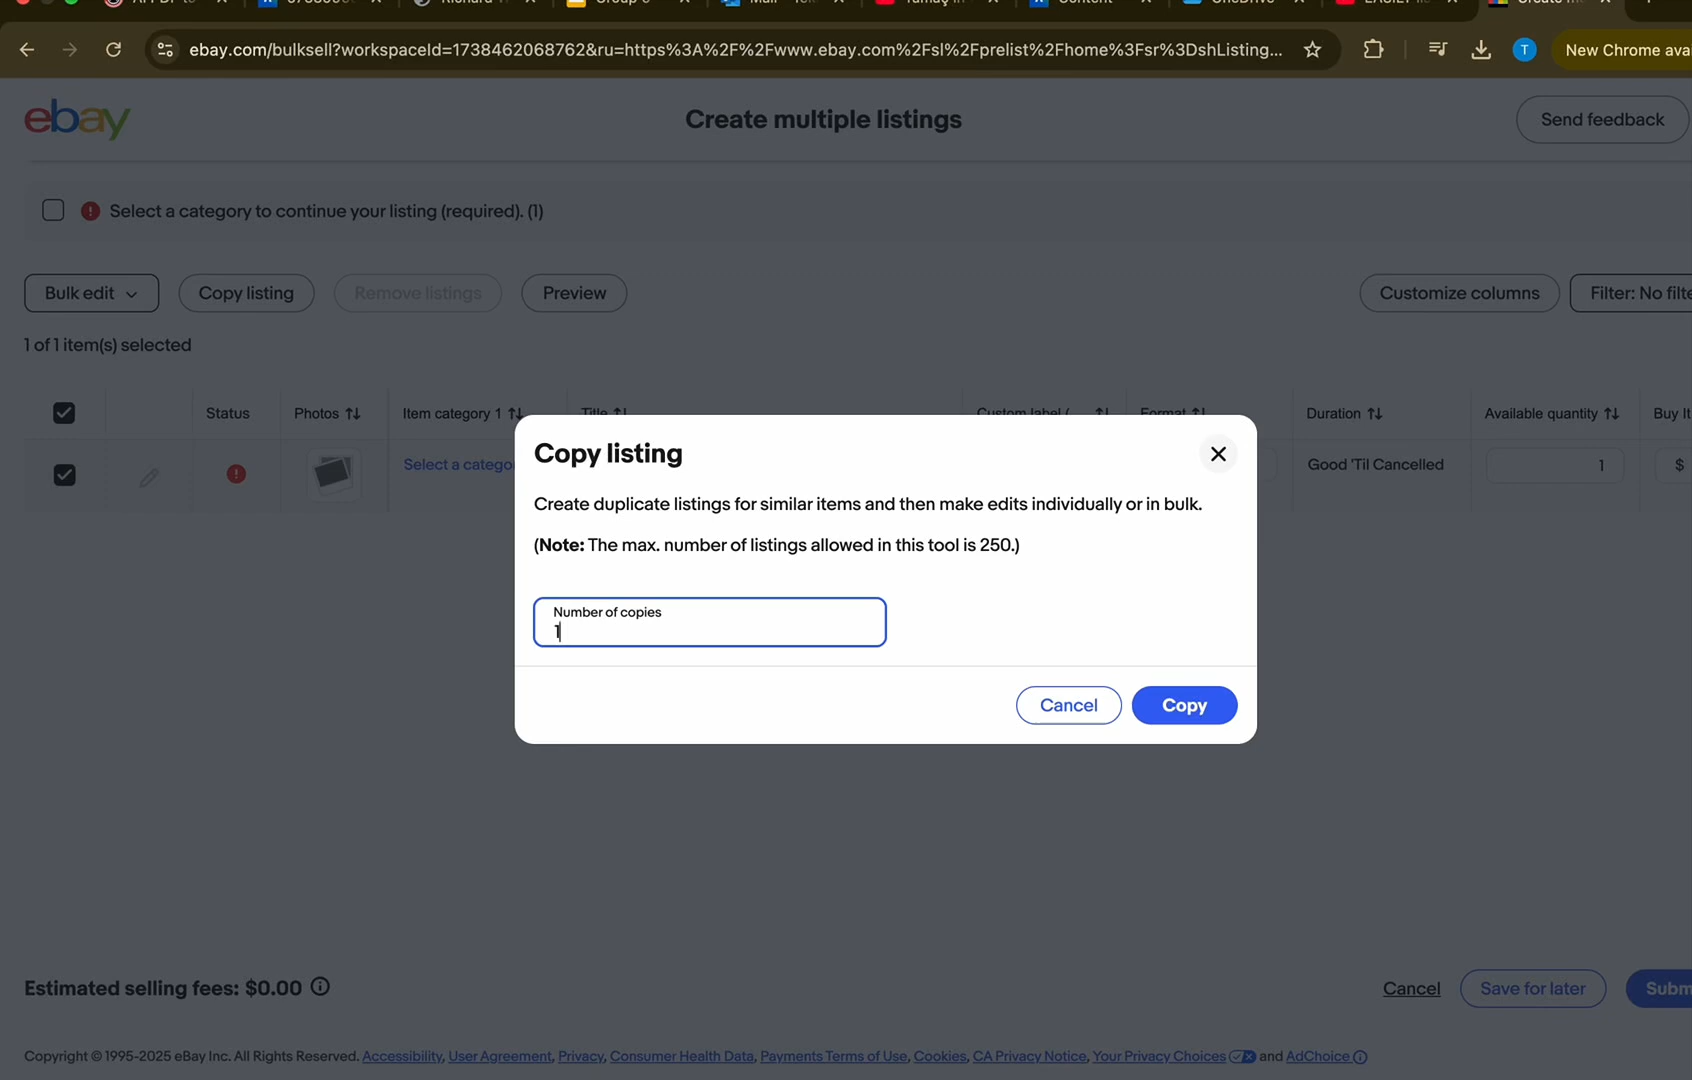 ebay.com/bulksell?workspaceId=1738462068762&ru=https%3A%2F%2Fwww.ebay.com%2Fsl%2Fprelist%2Fhome%3Fsr%3DshListing...
T
New Chrome ava
ebay
Create multiple listings
Send feedback
Select a category to continue your listing (required). (1)
Bulk edit
Copy listing
Remove listings
Preview
Customize columns
Filter: No filte
1 of 1 item(s) selected
Status
Photos
Item category 1
Title
Custom label (
Format
Duration
Available quantity
Buy It
Select a catego
Good 'Til Cancelled
1
$
Copy listing
Create duplicate listings for similar items and then make edits individually or in bulk.
(Note: The max. number of listings allowed in this tool is 250.)
Number of copies
1
Cancel
Copy
Estimated selling fees: $0.00
Cancel
Save for later
Subm
Copyright © 1995-2025 eBay Inc. All Rights Reserved. Accessibility, User Agreement, Privacy, Consumer Health Data, Payments Terms of Use, Cookies, CA Privacy Notice, Your Privacy Choices and AdChoice